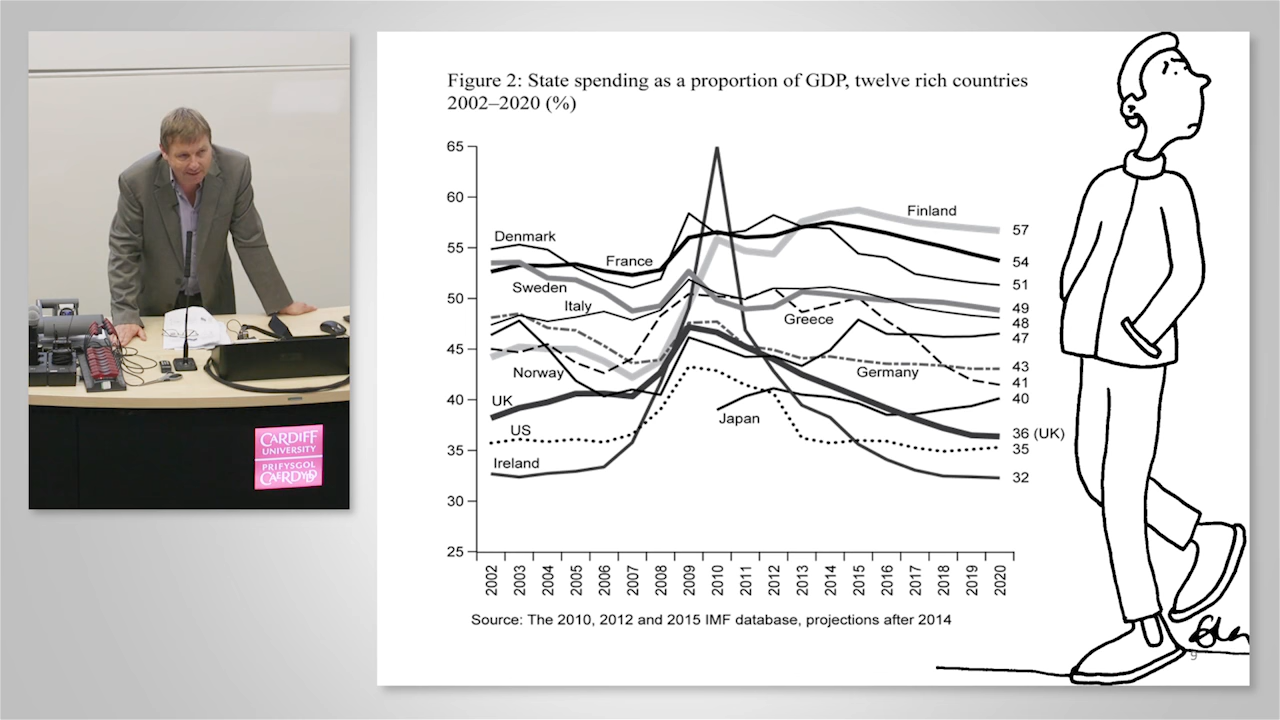 CARDIFF
UNIVERSITY
PRIFYSGOL
CAERDYDD
Figure 2: State spending as a proportion of GDP, twelve rich countries
2002–2020 (%)
65
60
55
50
45
40
35
30
25
Denmark
France
Sweden
Italy
Norway
UK
US
Ireland
Finland
Greece
Germany
Japan
57
54
51
49
48
47
43
41
40
36 (UK)
35
32
2002
2003
2004
2005
2006
2007
2008
2009
2010
2011
2012
2013
2014
2015
2016
2017
2018
2019
2020
Source: The 2010, 2012 and 2015 IMF database, projections after 2014
9